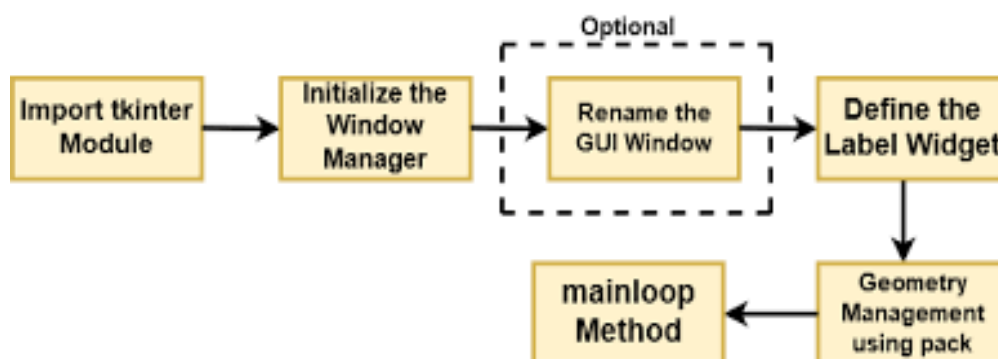 Optional
Import tkinter
Module
Initialize the
Window
Manager
Rename the
GUI Window
Define the
Label Widget
Geometry
Management
using pack
mainloop
Method